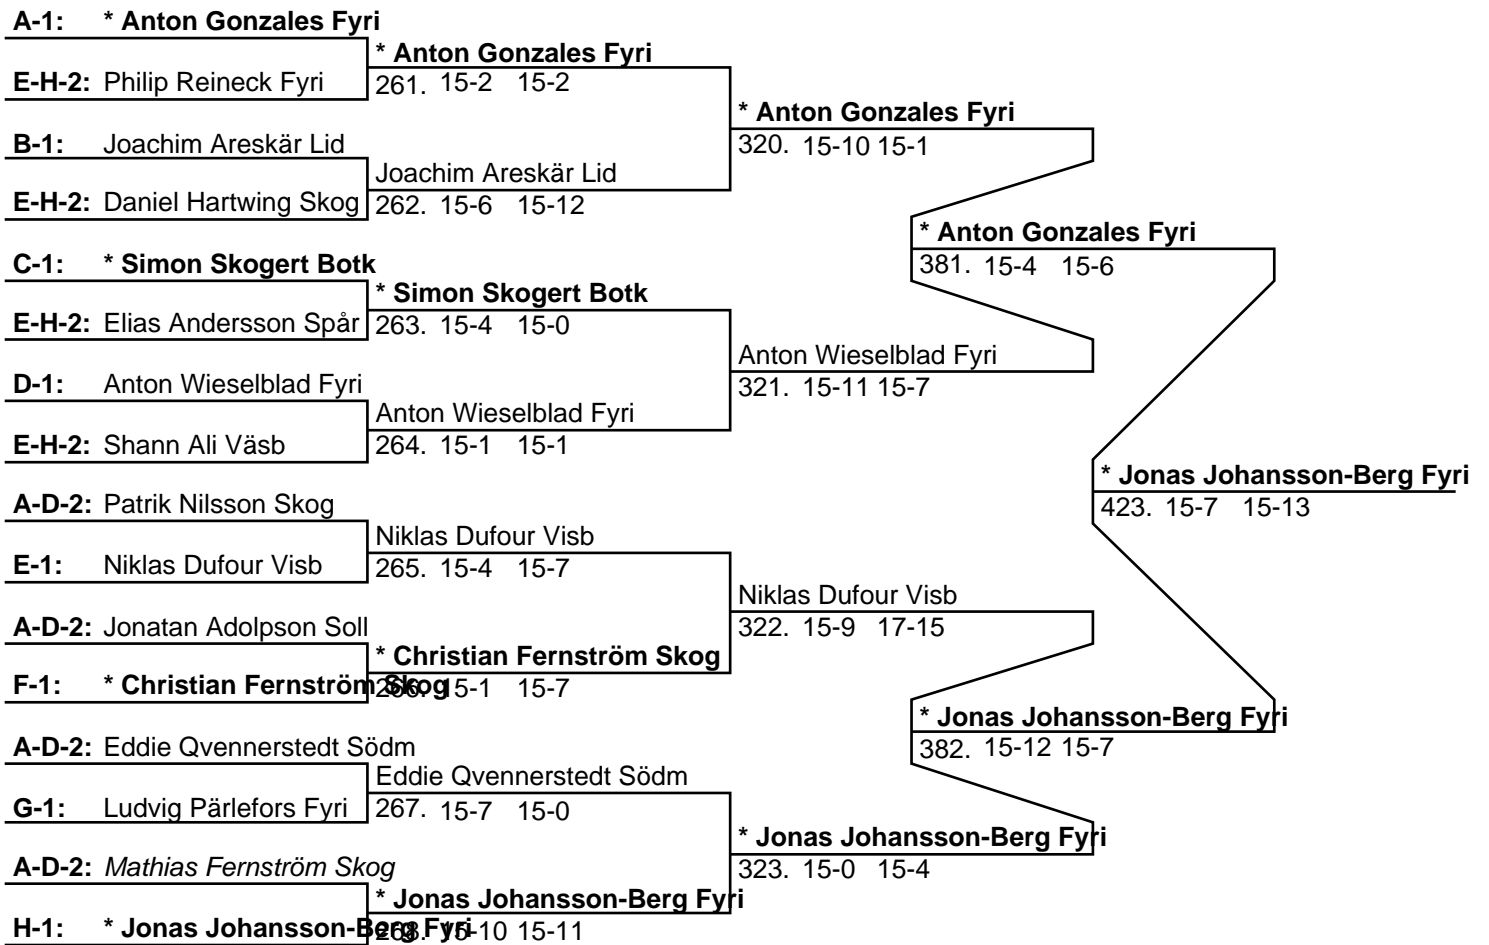 A-1: * Anton Gonzales Fyri
* Anton Gonzales Fyri
E-H-2: Philip Reineck Fyri
261. 15-2 15-2
* Anton Gonzales Fyri
320. 15-10 15-1
B-1: Joachim Areskär Lid
Joachim Areskär Lid
E-H-2: Daniel Hartwing Skog
262. 15-6 15-12
* Anton Gonzales Fyri
381. 15-4 15-6
C-1: * Simon Skogert Botk
* Simon Skogert Botk
E-H-2: Elias Andersson Spår
263. 15-4 15-0
Anton Wieselblad Fyri
321. 15-11 15-7
D-1: Anton Wieselblad Fyri
Anton Wieselblad Fyri
E-H-2: Shann Ali Väsb
264. 15-1 15-1
* Jonas Johansson-Berg Fyri
423. 15-7 15-13
A-D-2: Patrik Nilsson Skog
Niklas Dufour Visb
E-1: Niklas Dufour Visb
265. 15-4 15-7
Niklas Dufour Visb
322. 15-9 17-15
A-D-2: Jonatan Adolpson Soll
* Christian Fernström Skog
F-1: * Christian Fernström Skog
266. 15-1 15-7
* Jonas Johansson-Berg Fyri
382. 15-12 15-7
A-D-2: Eddie Qvennerstedt Södm
Eddie Qvennerstedt Södm
G-1: Ludvig Pärlefors Fyri
267. 15-7 15-0
* Jonas Johansson-Berg Fyri
323. 15-0 15-4
A-D-2: Mathias Fernström Skog
* Jonas Johansson-Berg Fyri
H-1: * Jonas Johansson-Berg Fyri
268. 15-10 15-11